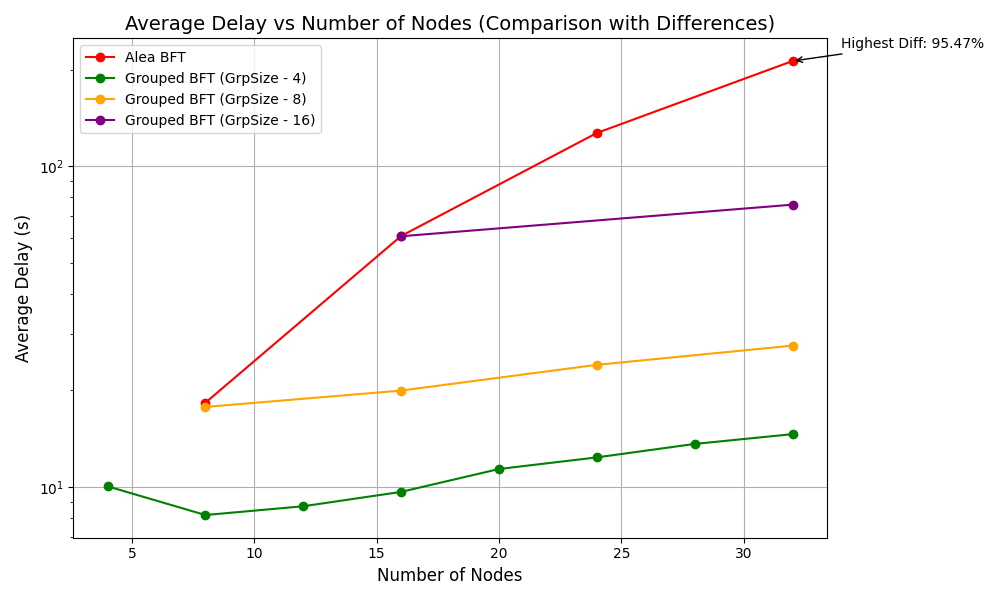 Average Delay vs Number of Nodes (Comparison with Differences)
Highest Diff: 95.47%
Alea BFT
Grouped BFT (GrpSize - 4)
Grouped BFT (GrpSize - 8)
Grouped BFT (GrpSize - 16)
Average Delay (s)
10²
10¹
5 10 15 20 25 30
Number of Nodes